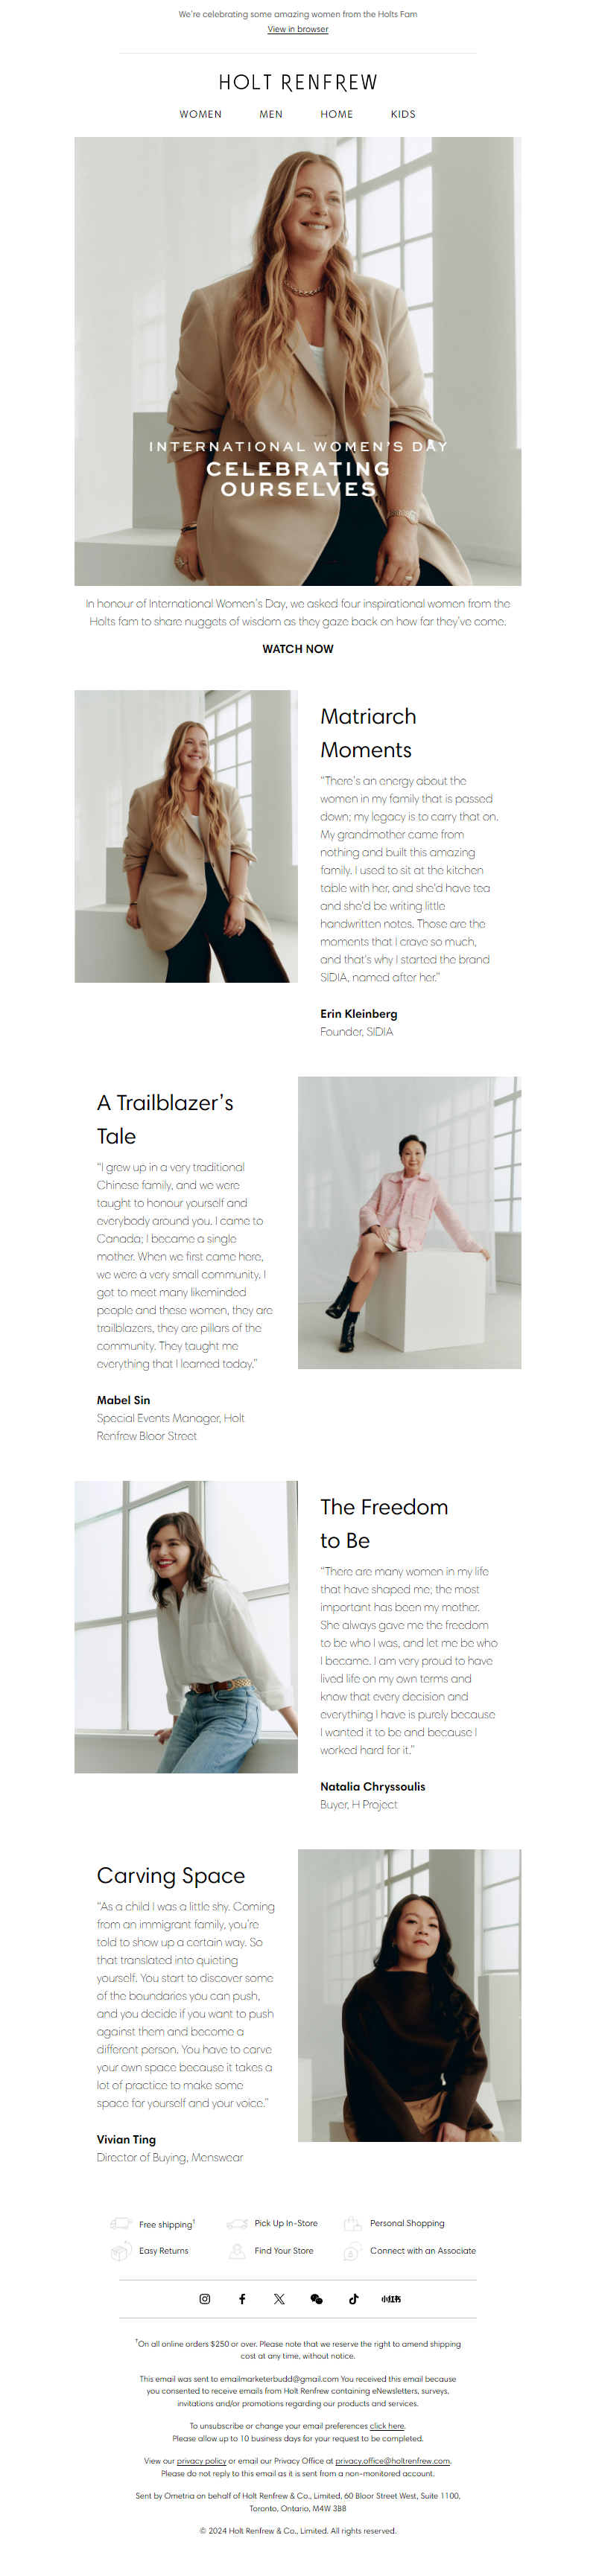 We're celebrating some amazing women from the Holts Fam
View in browser
HOLT RENFREW
WOMEN MEN HOME KIDS
INTERNATIONAL WOMEN'S DAY
CELEBRATING
OURSELVES
In honour of International Women's Day, we asked four inspirational women from the
Holts fam to share nuggets of wisdom as they gaze back on how far they've come.
WATCH NOW
Matriarch
Moments
"There's an energy about the
women in my family that is passed
down; my legacy is to carry that on.
My grandmother came from
nothing and built this amazing
family. I used to sit at the kitchen
table with her, and she'd have tea
and she'd be writing little
handwritten notes. Those are the
moments that I crave so much,
and that's why I started the brand
SIDIA, named after her."
Erin Kleinberg
Founder, SIDIA
A Trailblazer's
Tale
"I grew up in a very traditional
Chinese family, and we were
taught to honour yourself and
everybody around you. I came to
Canada; I became a single
mother. When we first came here,
we were a very small community. I
got to meet many likeminded
people and these women, they are
trailblazers, they are pillars of the
community. They taught me
everything that I learned today."
Mabel Sin
Special Events Manager, Holt
Renfrew Bloor Street
The Freedom
to Be
"There are many women in my life
that have shaped me; the most
important has been my mother.
She always gave me the freedom
to be who I was, and let me be who
I became. I am very proud to have
lived life on my own terms and
know that every decision and
everything I have is purely because
I wanted it to be and because I
worked hard for it."
Natalia Chryssoulis
Buyer, H Project
Carving Space
"As a child I was a little shy. Coming
from an immigrant family, you're
told to show up a certain way. So
that translated into quieting
yourself. You start to discover some
of the boundaries you can push,
and you decide if you want to push
against them and become a
different person. You have to carve
your own space because it takes a
lot of practice to make some
space for yourself and your voice."
Vivian Ting
Director of Buying, Menswear
Free shipping† Pick Up In-Store Personal Shopping
Easy Returns Find Your Store Connect with an Associate
小红书
†On all online orders $250 or over. Please note that we reserve the right to amend shipping
cost at any time, without notice.
This email was sent to emailmarketerbudd@gmail.com You received this email because
you consented to receive emails from Holt Renfrew containing eNewsletters, surveys,
invitations and/or promotions regarding our products and services.
To unsubscribe or change your email preferences click here.
Please allow up to 10 business days for your request to be completed.
View our privacy policy or email our Privacy Office at privacy.office@holtrenfrew.com.
Please do not reply to this email as it is sent from a non-monitored account.
Sent by Ometria on behalf of Holt Renfrew & Co., Limited, 60 Bloor Street West, Suite 1100,
Toronto, Ontario, M4W 3B8
© 2024 Holt Renfrew & Co., Limited. All rights reserved.